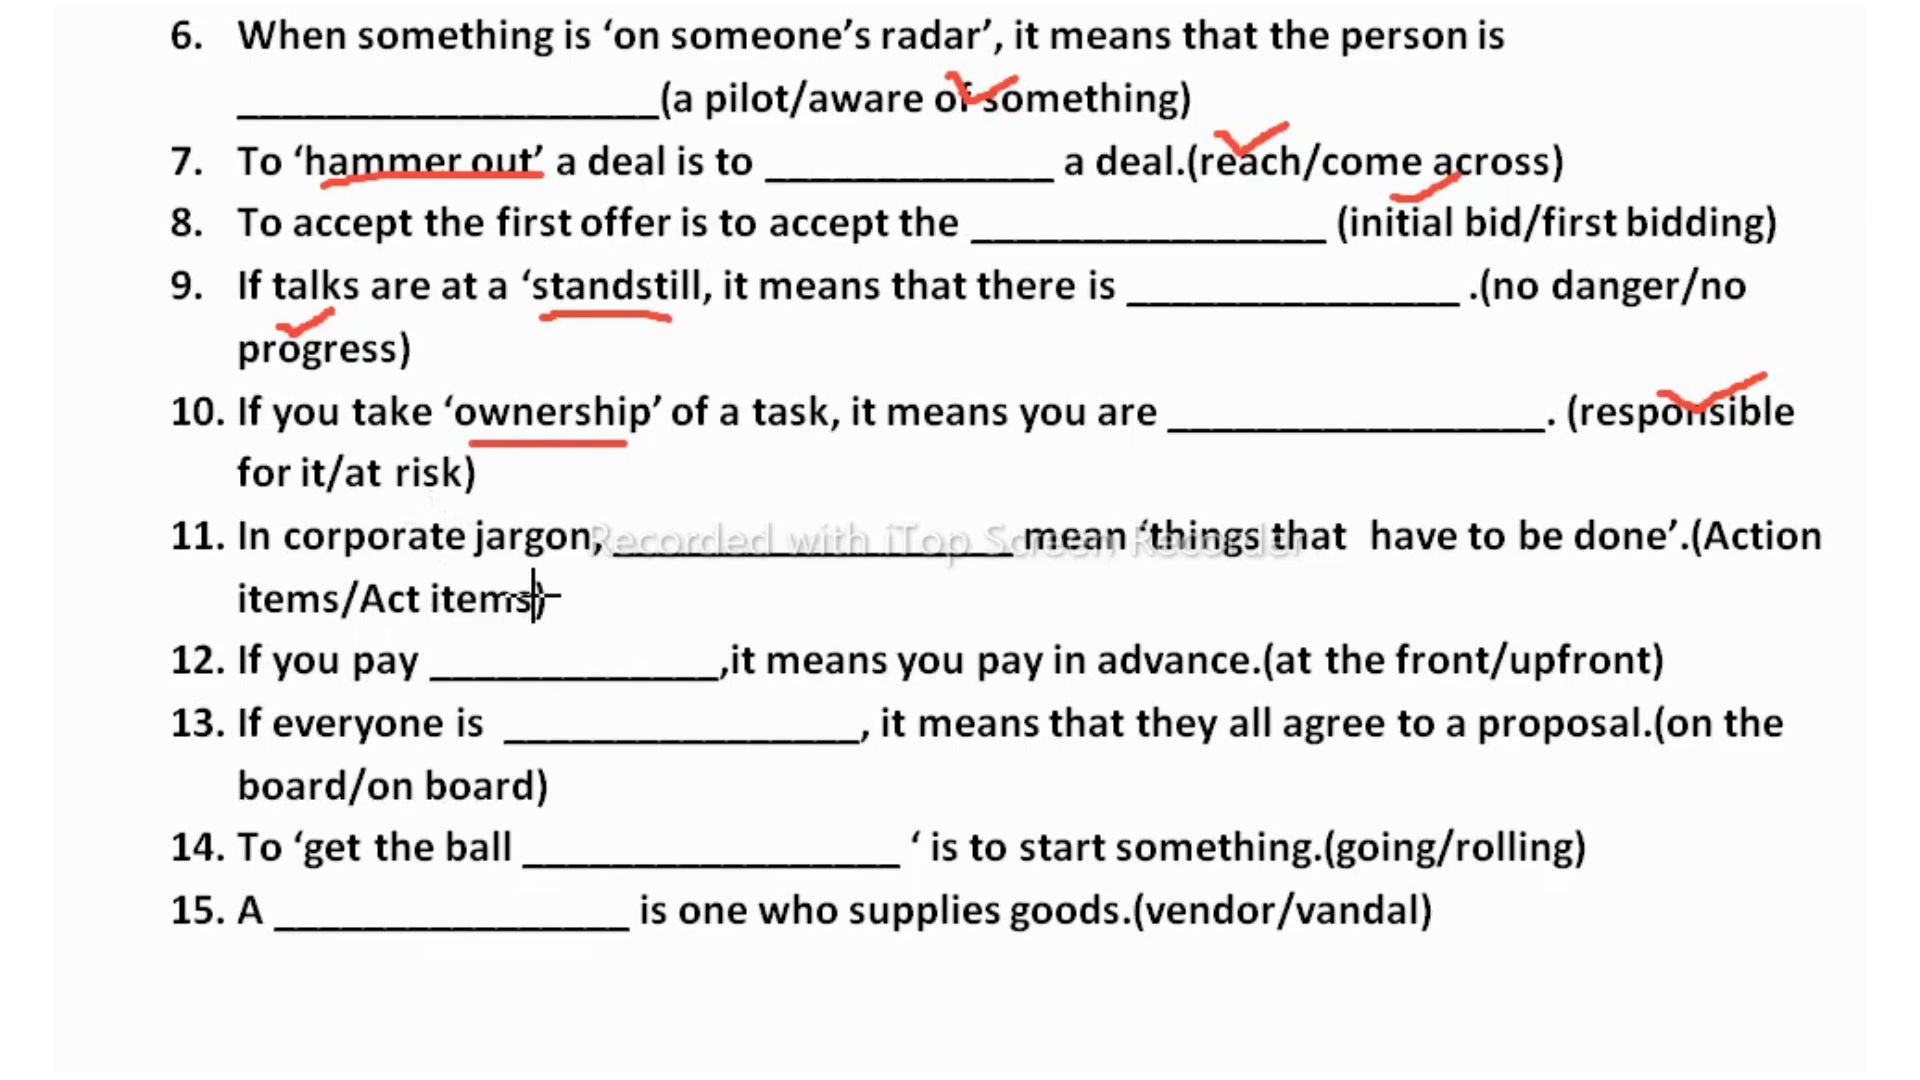 6. When something is ‘on someone’s radar’, it means that the person is
___________________(a pilot/aware of something)
7. To ‘hammer out’ a deal is to _____________ a deal.(reach/come across)
8. To accept the first offer is to accept the ________________ (initial bid/first bidding)
9. If talks are at a ‘standstill, it means that there is _______________ .(no danger/no
progress)
10. If you take ‘ownership’ of a task, it means you are _________________. (responsible
for it/at risk)
11. In corporate jargon, __________________ mean ‘things that have to be done’.(Action
Recorded with iTop Screen Recorder
items/Act items)
12. If you pay _____________,it means you pay in advance.(at the front/upfront)
13. If everyone is ________________, it means that they all agree to a proposal.(on the
board/on board)
14. To ‘get the ball _________________ ‘ is to start something.(going/rolling)
15. A ________________ is one who supplies goods.(vendor/vandal)